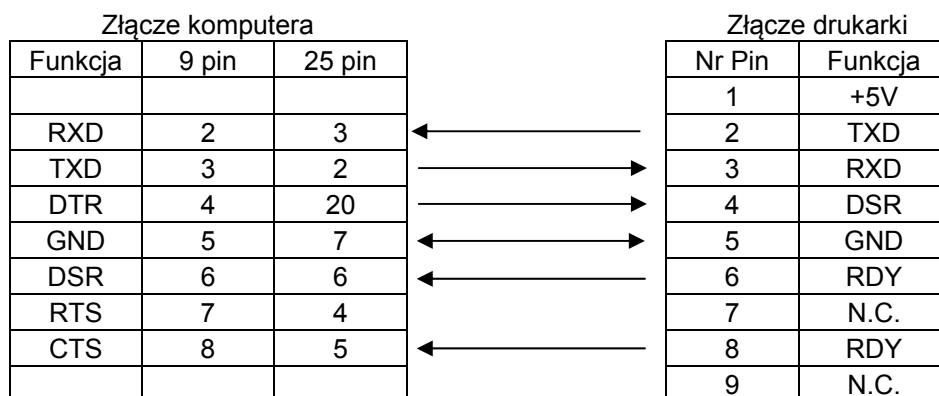 Złącze komputera Złącze drukarki
Funkcja 9 pin 25 pin Nr Pin Funkcja
1 +5V
RXD 2 3 2 TXD
TXD 3 2 3 RXD
DTR 4 20 4 DSR
GND 5 7 5 GND
DSR 6 6 6 RDY
RTS 7 4 7 N.C.
CTS 8 5 8 RDY
9 N.C.